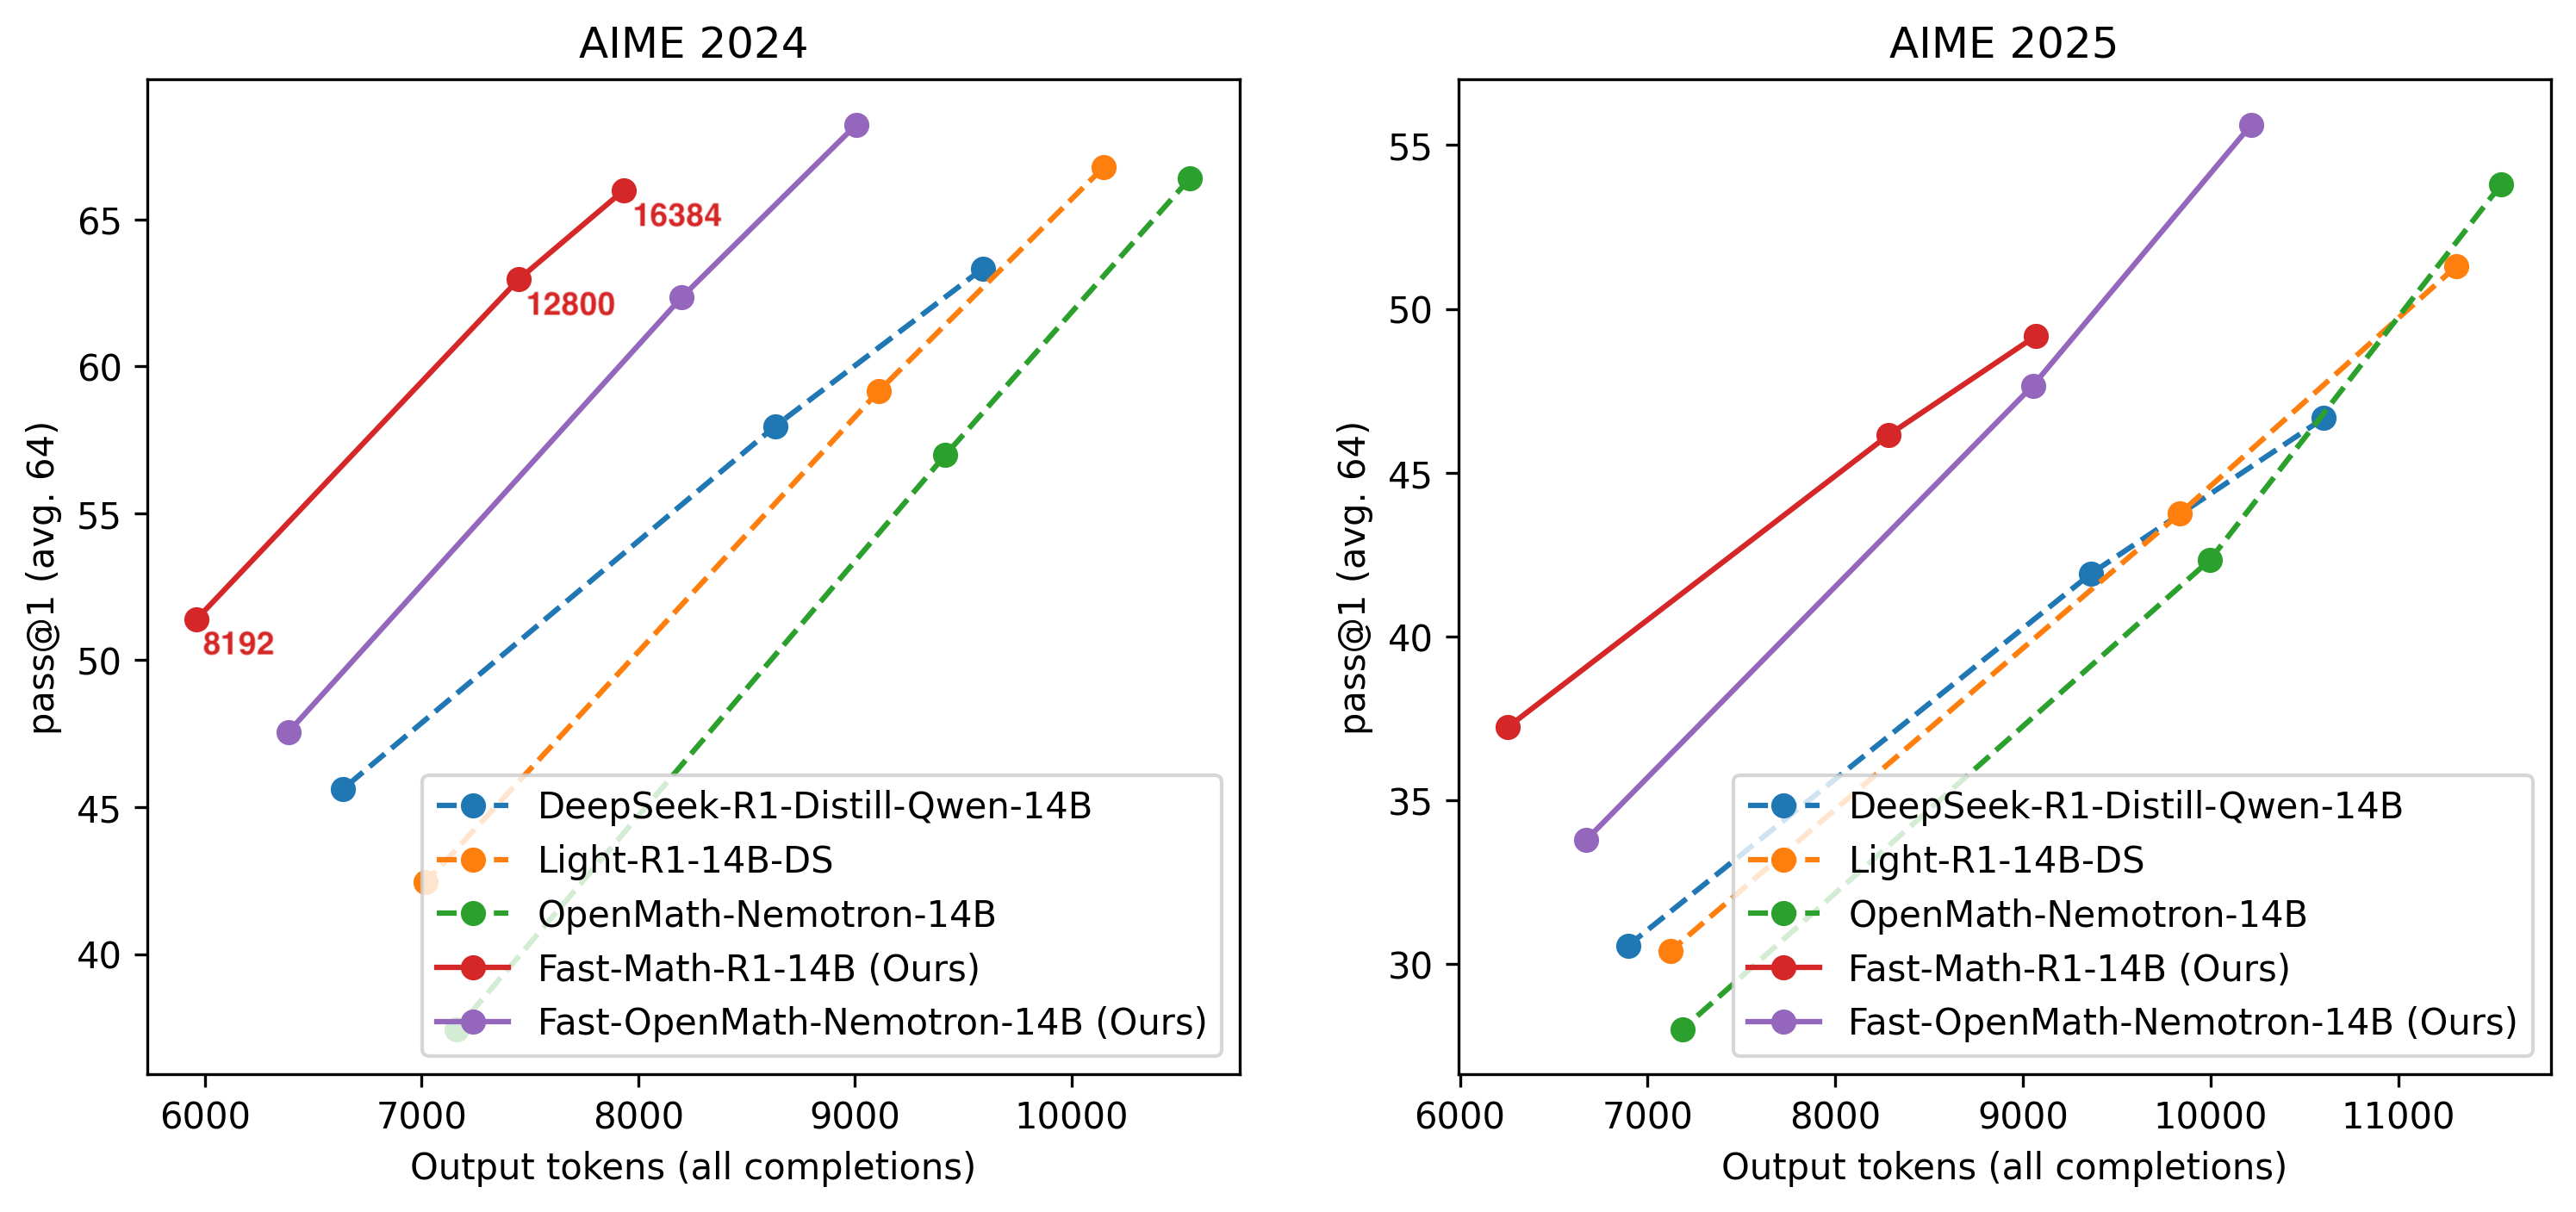 AIME 2024
pass@1 (avg. 64)
65
60
55
50
45
40
16384
12800
8192
DeepSeek-R1-Distill-Qwen-14B
Light-R1-14B-DS
OpenMath-Nemotron-14B
Fast-Math-R1-14B (Ours)
Fast-OpenMath-Nemotron-14B (Ours)
6000 7000 8000 9000 10000
Output tokens (all completions)
AIME 2025
pass@1 (avg. 64)
55
50
45
40
35
30
DeepSeek-R1-Distill-Qwen-14B
Light-R1-14B-DS
OpenMath-Nemotron-14B
Fast-Math-R1-14B (Ours)
Fast-OpenMath-Nemotron-14B (Ours)
6000 7000 8000 9000 10000 11000
Output tokens (all completions)